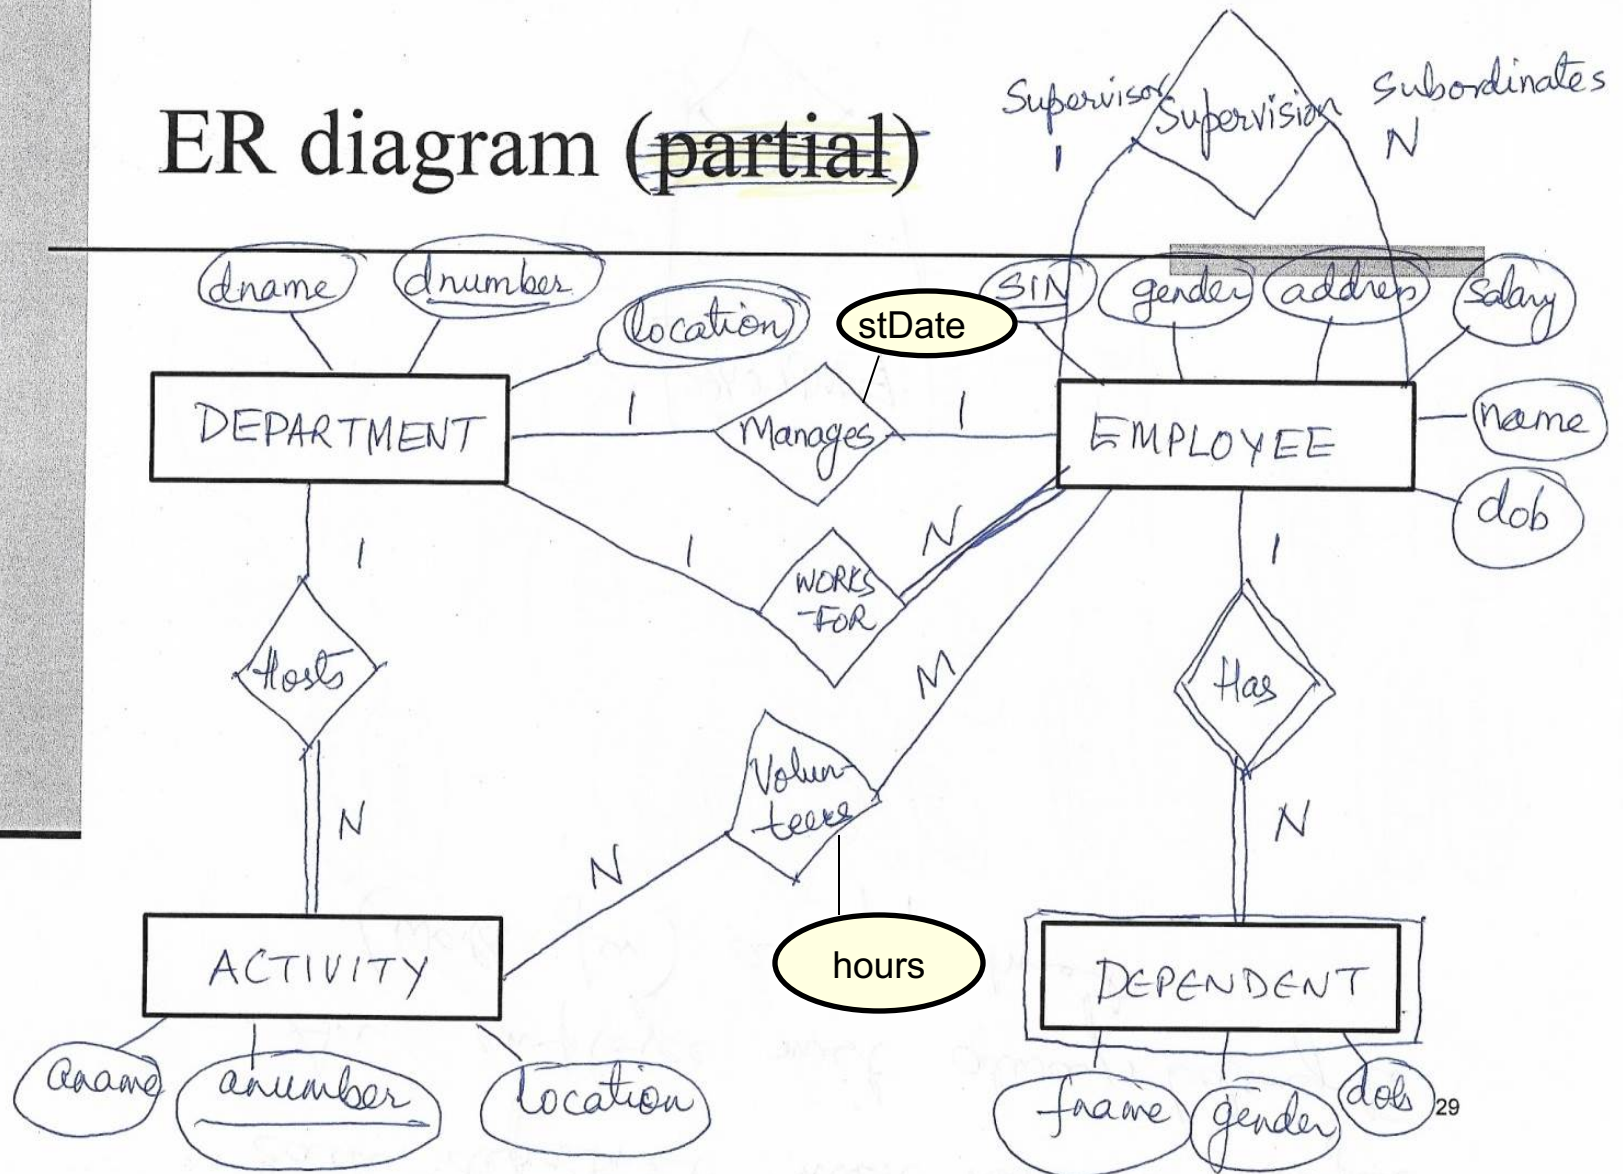 Supervisor
Supervision
Subordinates
1
N
ER diagram (partial)
dname
dnumber
location
stDate
SIN
gender
address
salary
DEPARTMENT
1
Manages
1
EMPLOYEE
name
dob
1
WORKS
-FOR
N
1
1
Hosts
M
Has
Volun-
teers
N
N
N
hours
ACTIVITY
DEPENDENT
aname
anumber
location
fname
gender
dob
29